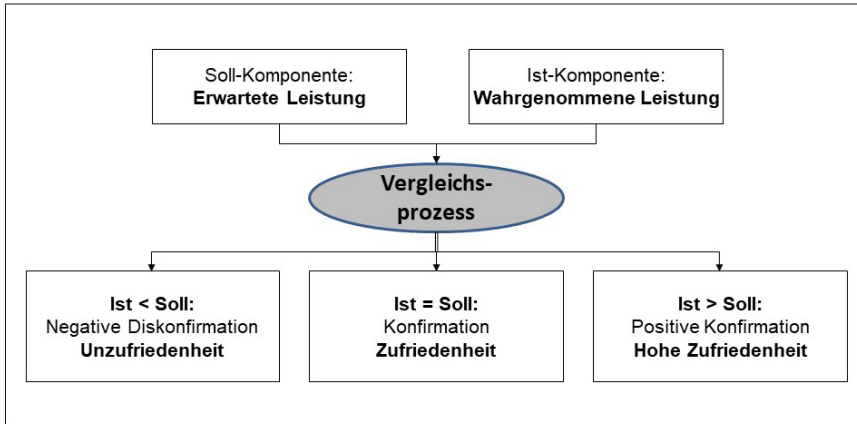 Soll-Komponente:
Erwartete Leistung
Ist-Komponente:
Wahrgenommene Leistung
Vergleichs-
prozess
Ist < Soll:
Negative Diskonfirmation
Unzufriedenheit
Ist = Soll:
Konfirmation
Zufriedenheit
Ist > Soll:
Positive Konfirmation
Hohe Zufriedenheit